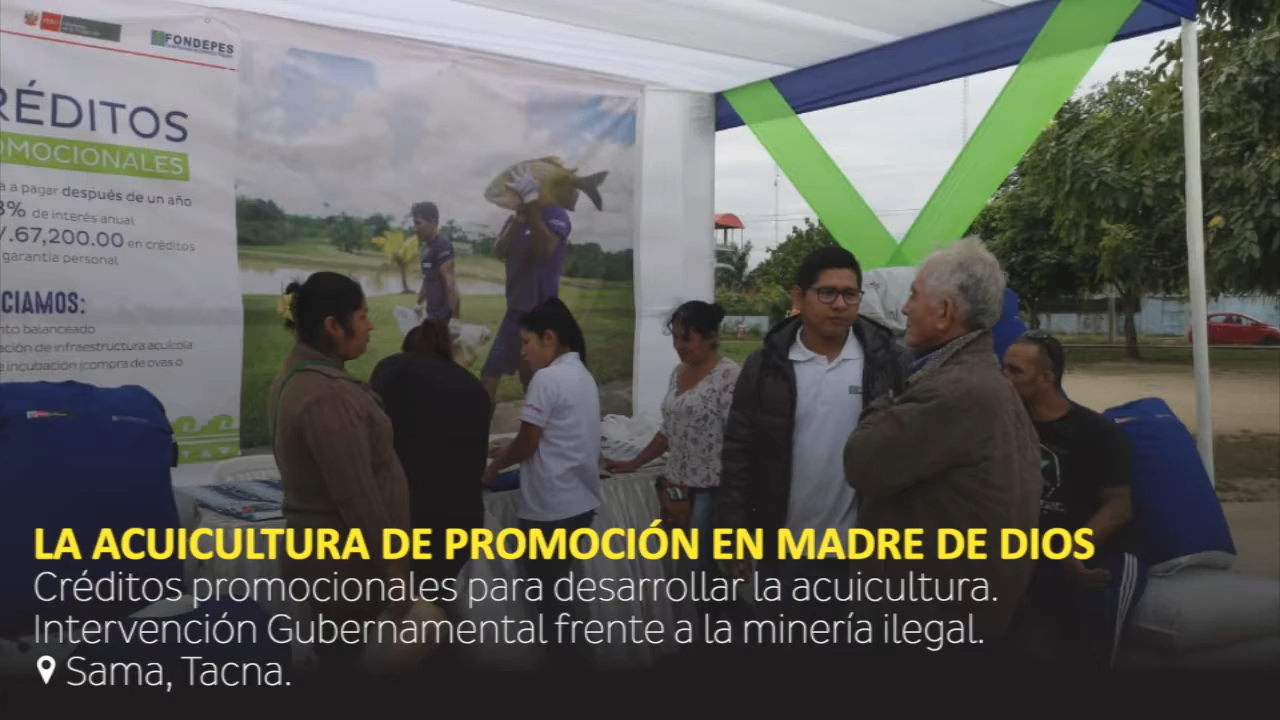 PERÚ
FONDEPES
RÉDITOS
OMOCIONALES
a a pagar después de un año
3% de interés anual
/.67,200.00 en créditos
garantía personal
CIAMOS:
nto balanceado
ación de infraestructura acuícola
e incubación (compra de ovas o
LA ACUICULTURA DE PROMOCIÓN EN MADRE DE DIOS
Créditos promocionales para desarrollar la acuicultura.
Intervención Gubernamental frente a la minería ilegal.
Sama, Tacna.